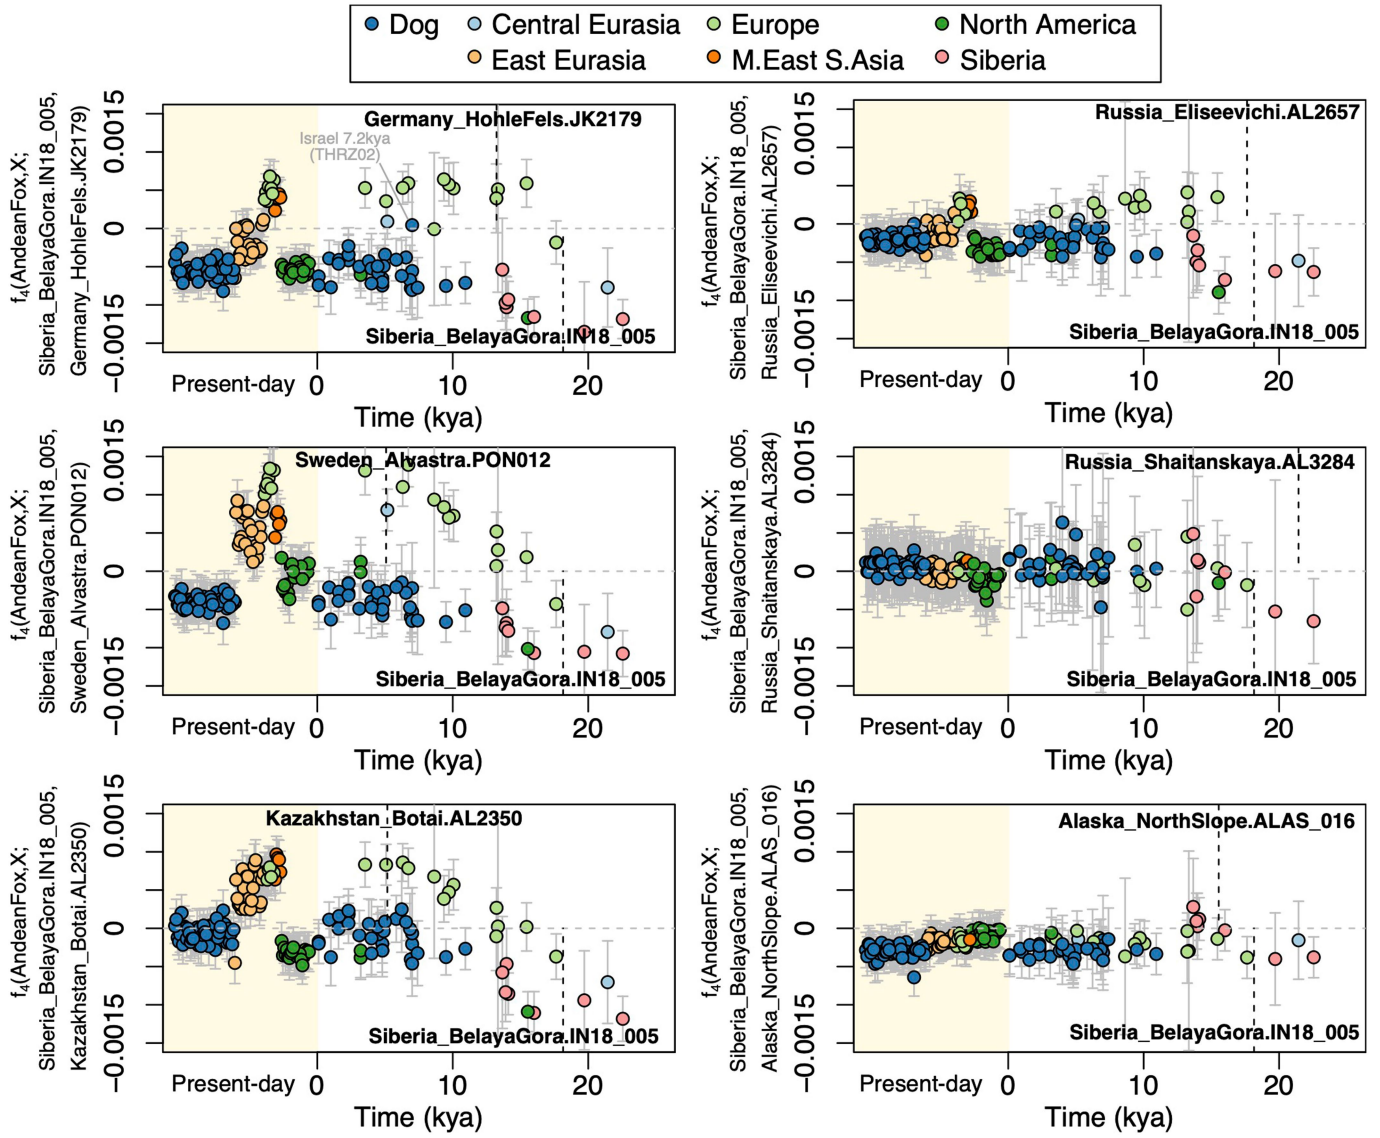 Dog Central Eurasia Europe North America
East Eurasia M.East S.Asia Siberia
f4(AndeanFox,X;
Siberia_BelayaGora.IN18_005,
Germany_HohleFels.JK2179)
0.0015
0
−0.0015
Germany_HohleFels.JK2179
Israel 7.2kya
(THRZ02)
Siberia_BelayaGora.IN18_005
Present-day 0 10 20
Time (kya)
f4(AndeanFox,X;
Siberia_BelayaGora.IN18_005,
Russia_Eliseevichi.AL2657)
0.0015
0
−0.0015
Russia_Eliseevichi.AL2657
Siberia_BelayaGora.IN18_005
Present-day 0 10 20
Time (kya)
f4(AndeanFox,X;
Siberia_BelayaGora.IN18_005,
Sweden_Alvastra.PON012)
0.0015
0
−0.0015
Sweden_Alvastra.PON012
Siberia_BelayaGora.IN18_005
Present-day 0 10 20
Time (kya)
f4(AndeanFox,X;
Siberia_BelayaGora.IN18_005,
Russia_Shaitanskaya.AL3284)
0.0015
0
−0.0015
Russia_Shaitanskaya.AL3284
Siberia_BelayaGora.IN18_005
Present-day 0 10 20
Time (kya)
f4(AndeanFox,X;
Siberia_BelayaGora.IN18_005,
Kazakhstan_Botai.AL2350)
0.0015
0
−0.0015
Kazakhstan_Botai.AL2350
Siberia_BelayaGora.IN18_005
Present-day 0 10 20
Time (kya)
f4(AndeanFox,X;
Siberia_BelayaGora.IN18_005,
Alaska_NorthSlope.ALAS_016)
0.0015
0
−0.0015
Alaska_NorthSlope.ALAS_016
Siberia_BelayaGora.IN18_005
Present-day 0 10 20
Time (kya)